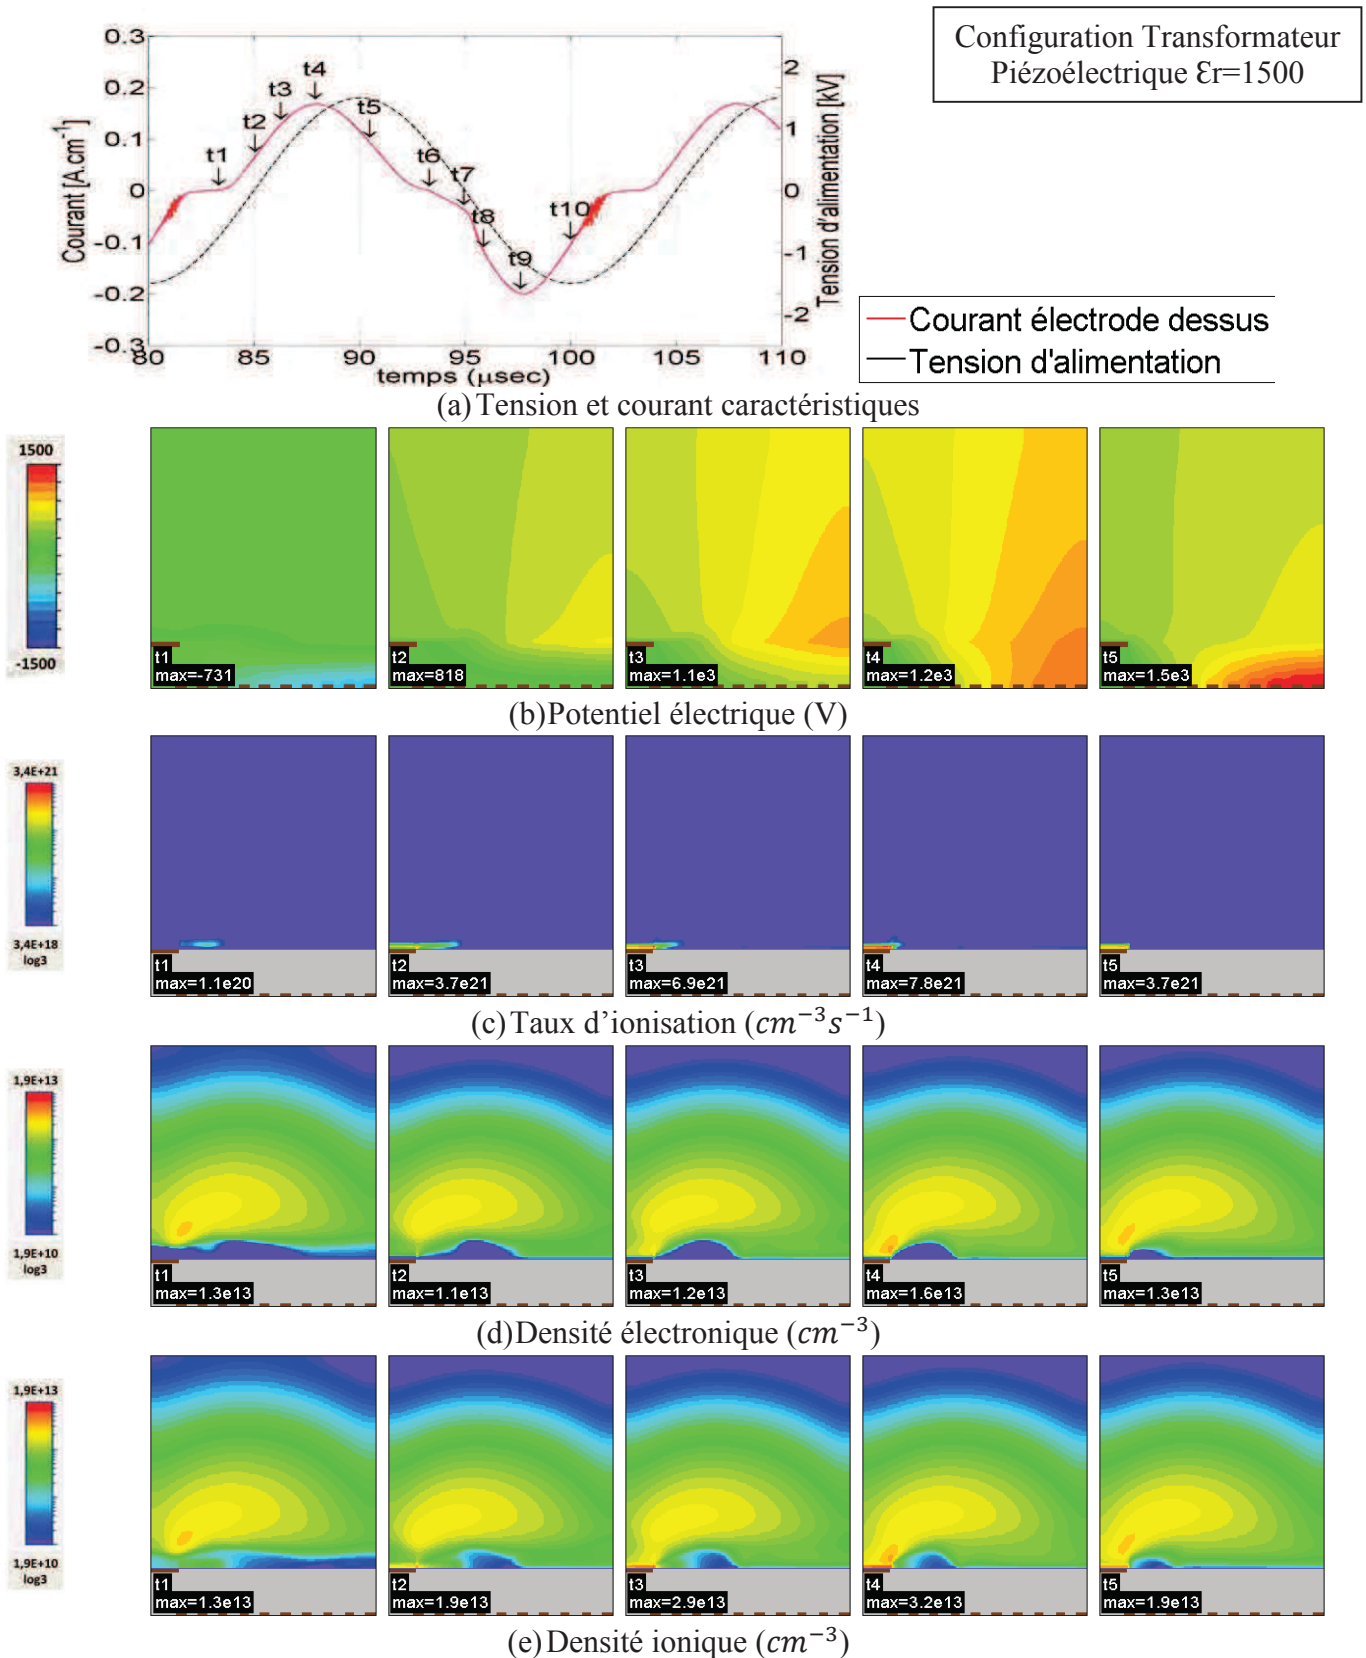 Configuration Transformateur
Piézoélectrique Ɛr=1500
0.3
0.2
0.1
0
-0.1
-0.2
-0.3
Courant [A.cm⁻¹]
t1
t2
t3
t4
t5
t6
t7
t8
t9
t10
2
1
0
-1
-2
Tension d'alimentation [kV]
80 85 90 95 100 105 110
temps (µsec)
Courant électrode dessus
Tension d'alimentation
(a) Tension et courant caractéristiques
1500
-1500
t1
max=-731
t2
max=818
t3
max=1.1e3
t4
max=1.2e3
t5
max=1.5e3
(b) Potentiel électrique (V)
3,4E+21
3,4E+18
log3
t1
max=1.1e20
t2
max=3.7e21
t3
max=6.9e21
t4
max=7.8e21
t5
max=3.7e21
(c) Taux d’ionisation (cm⁻³s⁻¹)
1,9E+13
1,9E+10
log3
t1
max=1.3e13
t2
max=1.1e13
t3
max=1.2e13
t4
max=1.6e13
t5
max=1.3e13
(d) Densité électronique (cm⁻³)
1,9E+13
1,9E+10
log3
t1
max=1.3e13
t2
max=1.9e13
t3
max=2.9e13
t4
max=3.2e13
t5
max=1.9e13
(e) Densité ionique (cm⁻³)